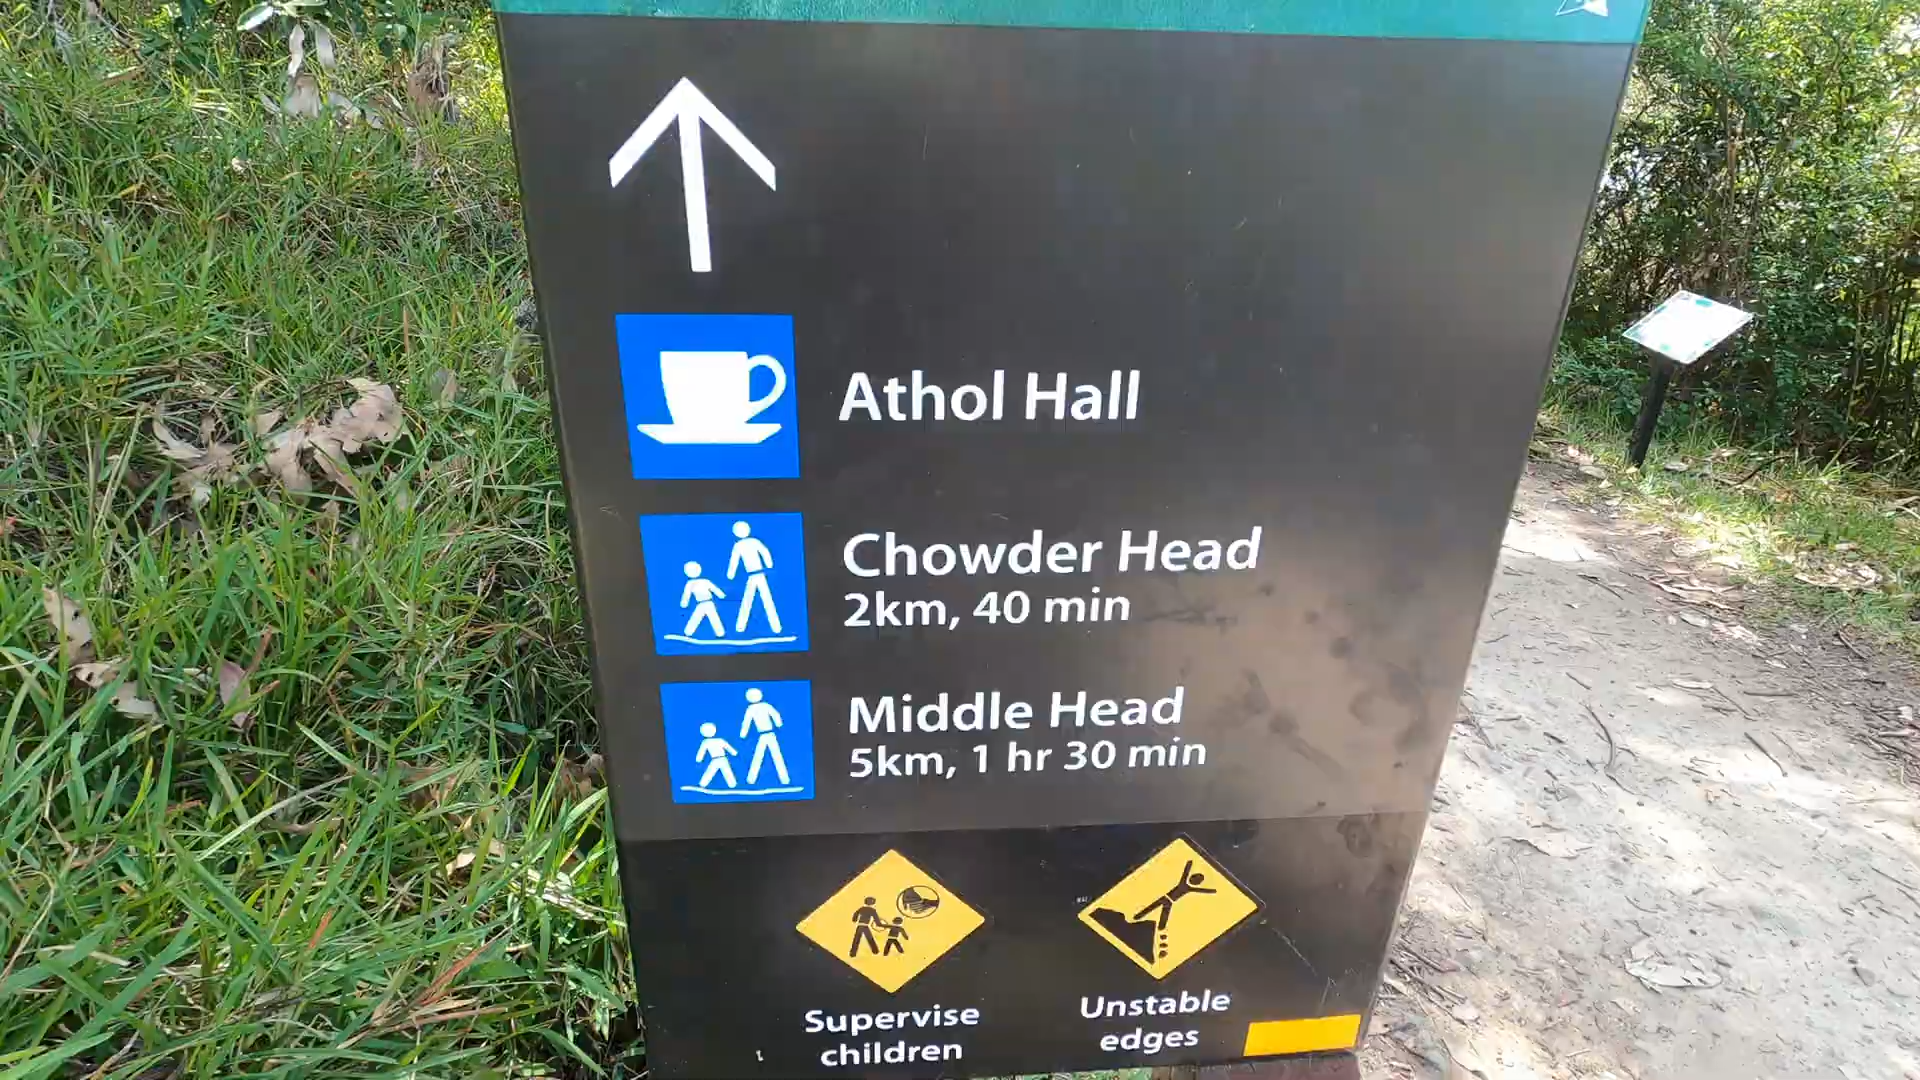 Athol Hall
Chowder Head
2km, 40 min
Middle Head
5km, 1 hr 30 min
Supervise
children
Unstable
edges